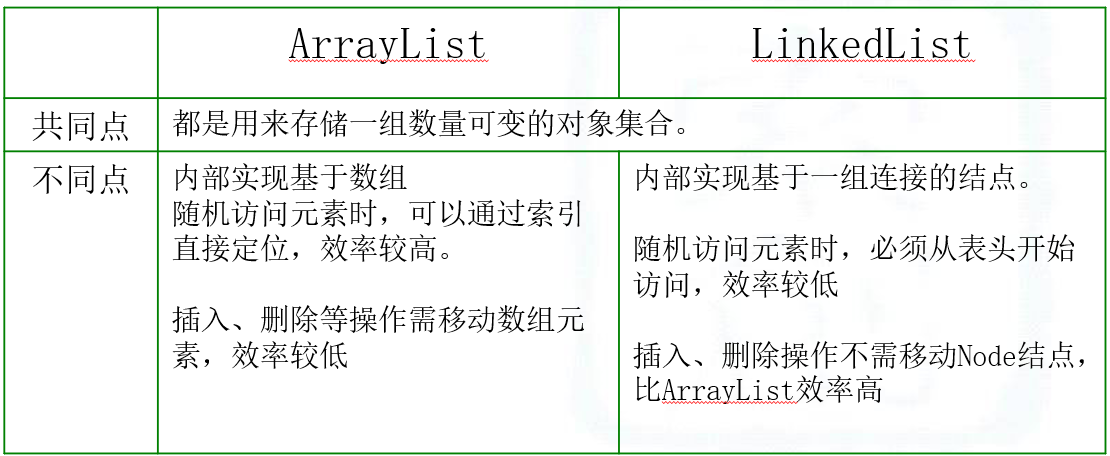 ArrayList
LinkedList
共同点
都是用来存储一组数量可变的对象集合。
不同点
内部实现基于数组
随机访问元素时，可以通过索引
直接定位，效率较高。
插入、删除等操作需移动数组元
素，效率较低
内部实现基于一组连接的结点。
随机访问元素时，必须从表头开始
访问，效率较低
插入、删除操作不需移动Node结点，
比ArrayList效率高